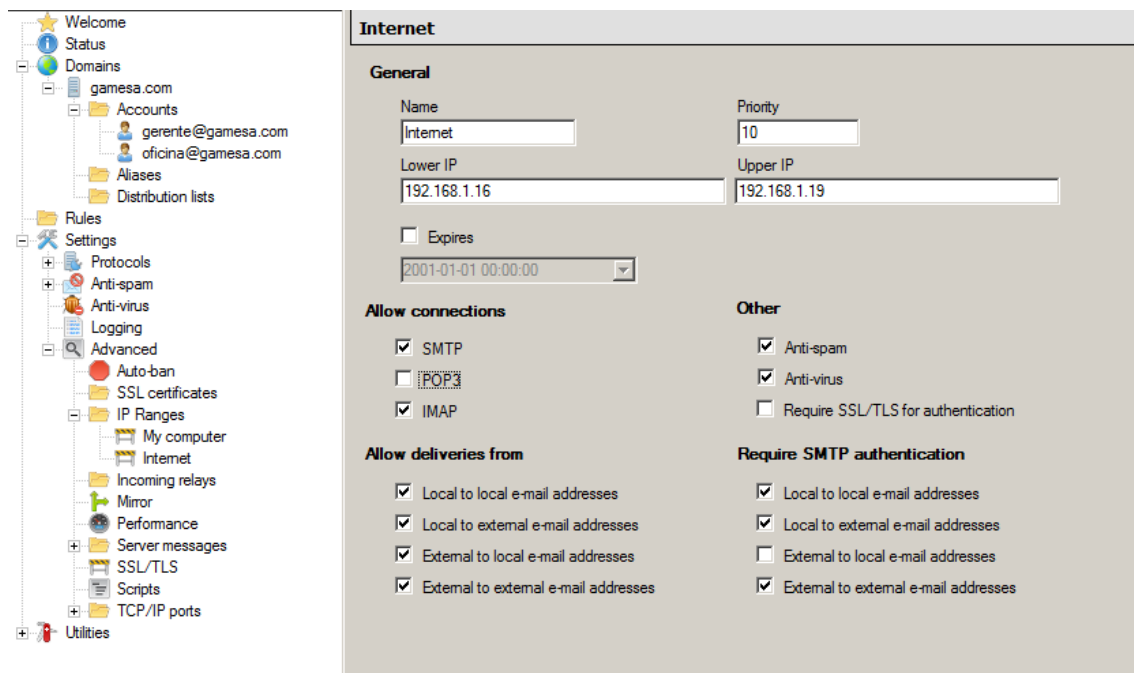 Welcome
Status
Domains
gamesa.com
Accounts
gerente@gamesa.com
oficina@gamesa.com
Aliases
Distribution lists
Rules
Settings
Protocols
Anti-spam
Anti-virus
Logging
Advanced
Auto-ban
SSL certificates
IP Ranges
My computer
Internet
Incoming relays
Mirror
Performance
Server messages
SSL/TLS
Scripts
TCP/IP ports
Utilities
Internet
General
Name Priority
Internet 10
Lower IP Upper IP
192.168.1.16 192.168.1.19
Expires
2001-01-01 00:00:00
Allow connections
SMTP
POP3
IMAP
Other
Anti-spam
Anti-virus
Require SSL/TLS for authentication
Allow deliveries from
Local to local e-mail addresses
Local to external e-mail addresses
External to local e-mail addresses
External to external e-mail addresses
Require SMTP authentication
Local to local e-mail addresses
Local to external e-mail addresses
External to local e-mail addresses
External to external e-mail addresses